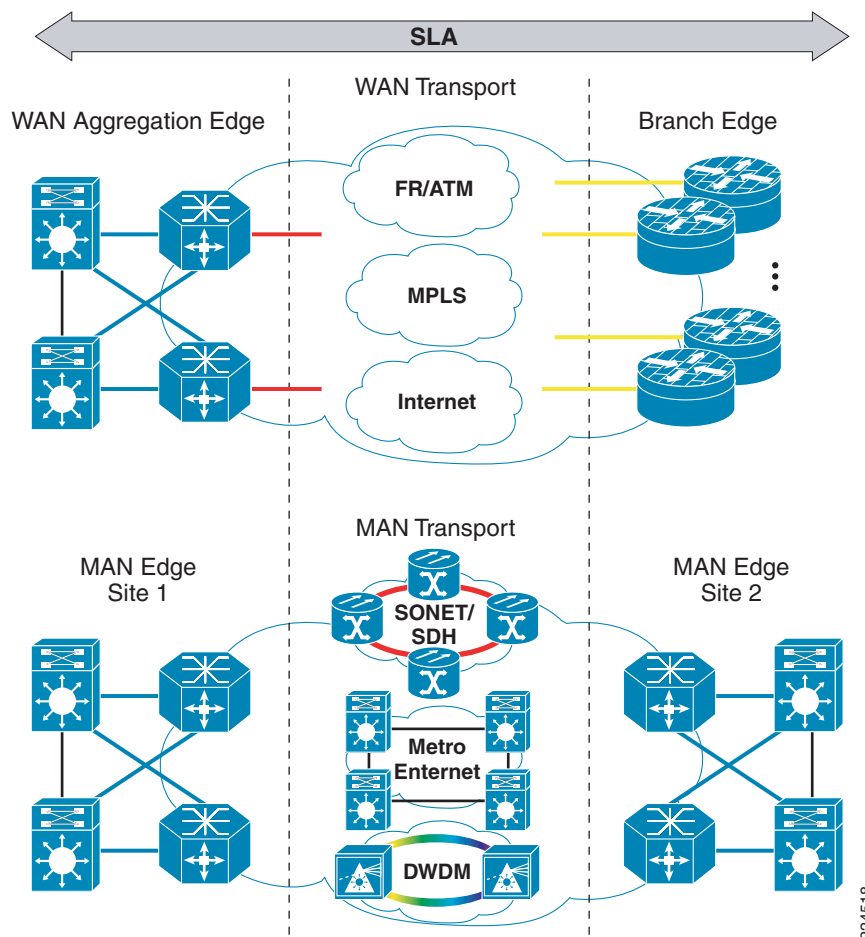 SLA
WAN Transport
WAN Aggregation Edge
Branch Edge
FR/ATM
MPLS
Internet
MAN Transport
MAN Edge
Site 1
MAN Edge
Site 2
SONET/
SDH
Metro
Enternet
DWDM